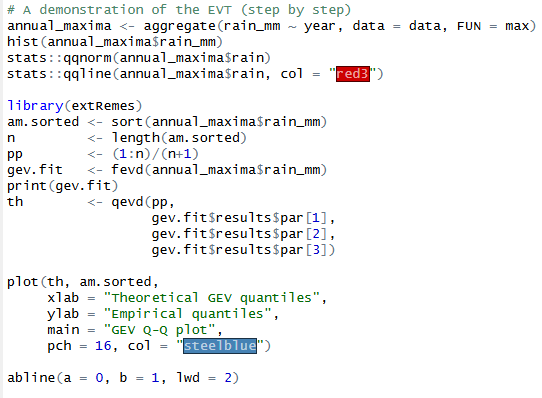 # A demonstration of the EVT (step by step)
annual_maxima <- aggregate(rain_mm ~ year, data = data, FUN = max)
hist(annual_maxima$rain_mm)
stats::qqnorm(annual_maxima$rain)
stats::qqline(annual_maxima$rain, col = "red3")

library(extRemes)
am.sorted <- sort(annual_maxima$rain_mm)
n         <- length(am.sorted)
pp        <- (1:n)/(n+1)
gev.fit   <- fevd(annual_maxima$rain_mm)
print(gev.fit)
th        <- qevd(pp,
                  gev.fit$results$par[1],
                  gev.fit$results$par[2],
                  gev.fit$results$par[3])

plot(th, am.sorted,
     xlab = "Theoretical GEV quantiles",
     ylab = "Empirical quantiles",
     main = "GEV Q-Q plot",
     pch = 16, col = "steelblue")

abline(a = 0, b = 1, lwd = 2)